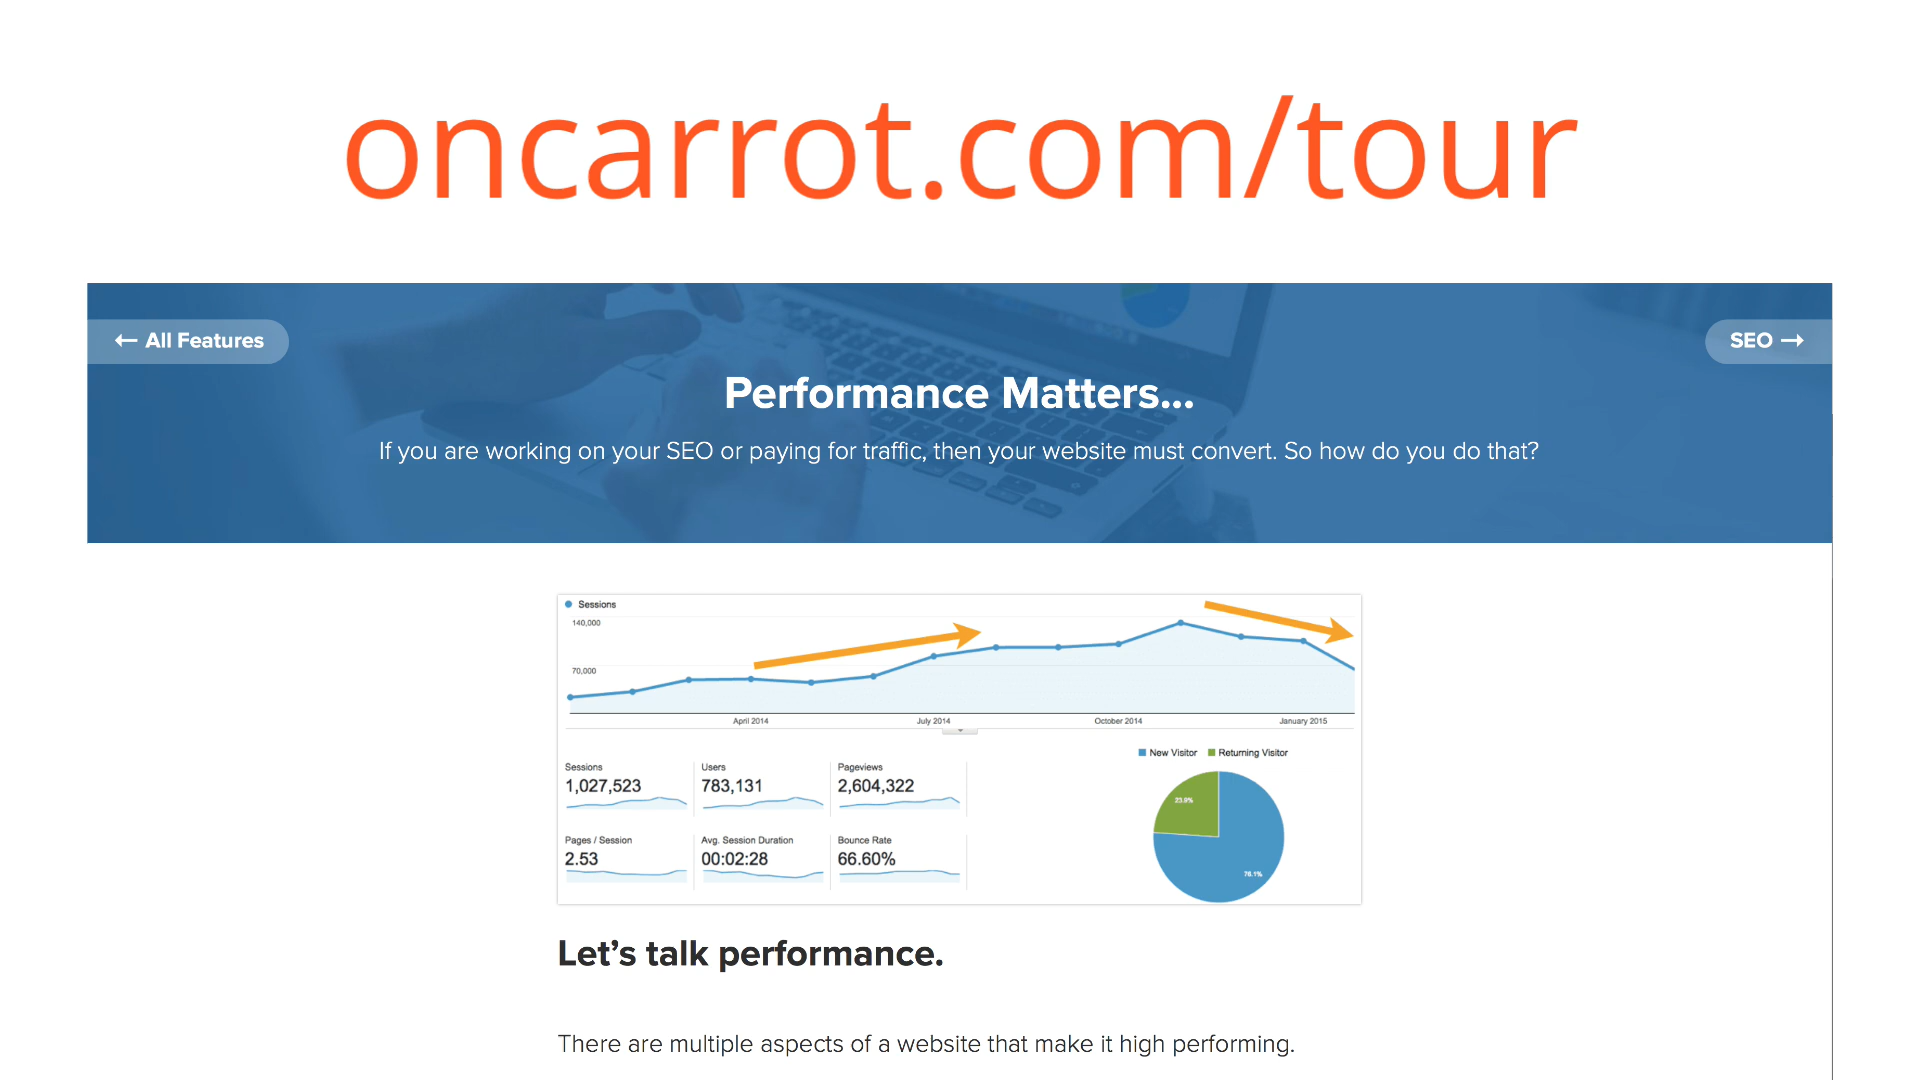 oncarrot.com/tour
← All Features
SEO →
Performance Matters...
If you are working on your SEO or paying for traffic, then your website must convert. So how do you do that?
Sessions
140,000
70,000
April 2014
July 2014
October 2014
January 2015
New Visitor
Returning Visitor
Sessions
1,027,523
Users
783,131
Pageviews
2,604,322
23.9%
76.1%
Pages / Session
2.53
Avg. Session Duration
00:02:28
Bounce Rate
66.60%
Let's talk performance.
There are multiple aspects of a website that make it high performing.